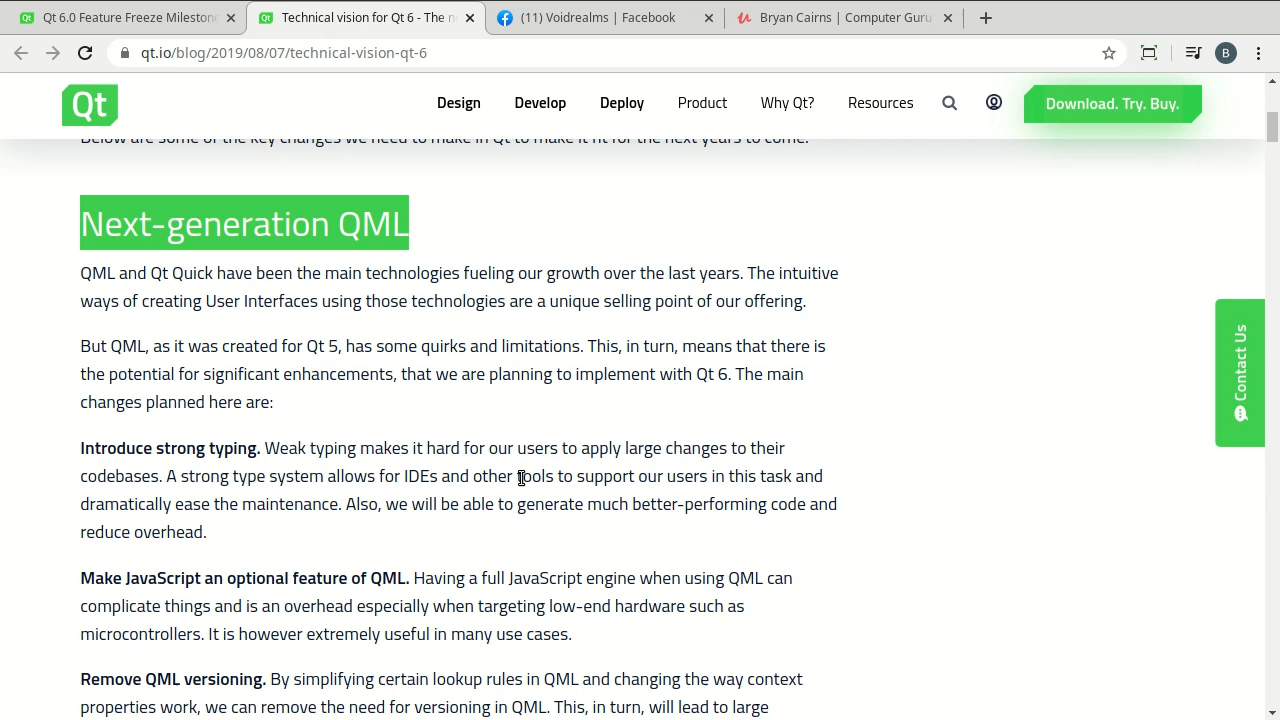 Qt 6.0 Feature Freeze Mileston
Technical vision for Qt 6 - The n
(11) Voidrealms | Facebook
Bryan Cairns | Computer Guru
qt.io/blog/2019/08/07/technical-vision-qt-6
B
Qt
Design
Develop
Deploy
Product
Why Qt?
Resources
Download. Try. Buy.
Below are some of the key changes we need to make in Qt to make it fit for the next years to come.
Next-generation QML
QML and Qt Quick have been the main technologies fueling our growth over the last years. The intuitive
ways of creating User Interfaces using those technologies are a unique selling point of our offering.
But QML, as it was created for Qt 5, has some quirks and limitations. This, in turn, means that there is
the potential for significant enhancements, that we are planning to implement with Qt 6. The main
changes planned here are:
Introduce strong typing. Weak typing makes it hard for our users to apply large changes to their
codebases. A strong type system allows for IDEs and other tools to support our users in this task and
dramatically ease the maintenance. Also, we will be able to generate much better-performing code and
reduce overhead.
Make JavaScript an optional feature of QML. Having a full JavaScript engine when using QML can
complicate things and is an overhead especially when targeting low-end hardware such as
microcontrollers. It is however extremely useful in many use cases.
Remove QML versioning. By simplifying certain lookup rules in QML and changing the way context
properties work, we can remove the need for versioning in QML. This, in turn, will lead to large
Contact Us